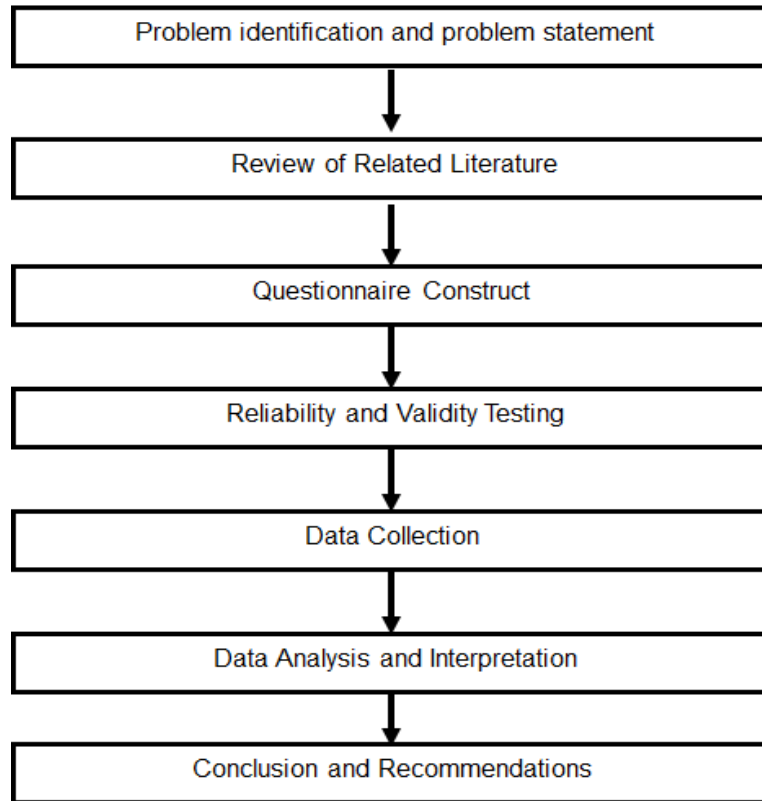 Problem identification and problem statement
Review of Related Literature
Questionnaire Construct
Reliability and Validity Testing
Data Collection
Data Analysis and Interpretation
Conclusion and Recommendations